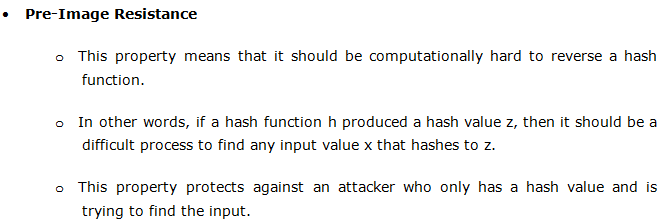 • Pre-Image Resistance
o This property means that it should be computationally hard to reverse a hash
function.
o In other words, if a hash function h produced a hash value z, then it should be a
difficult process to find any input value x that hashes to z.
o This property protects against an attacker who only has a hash value and is
trying to find the input.